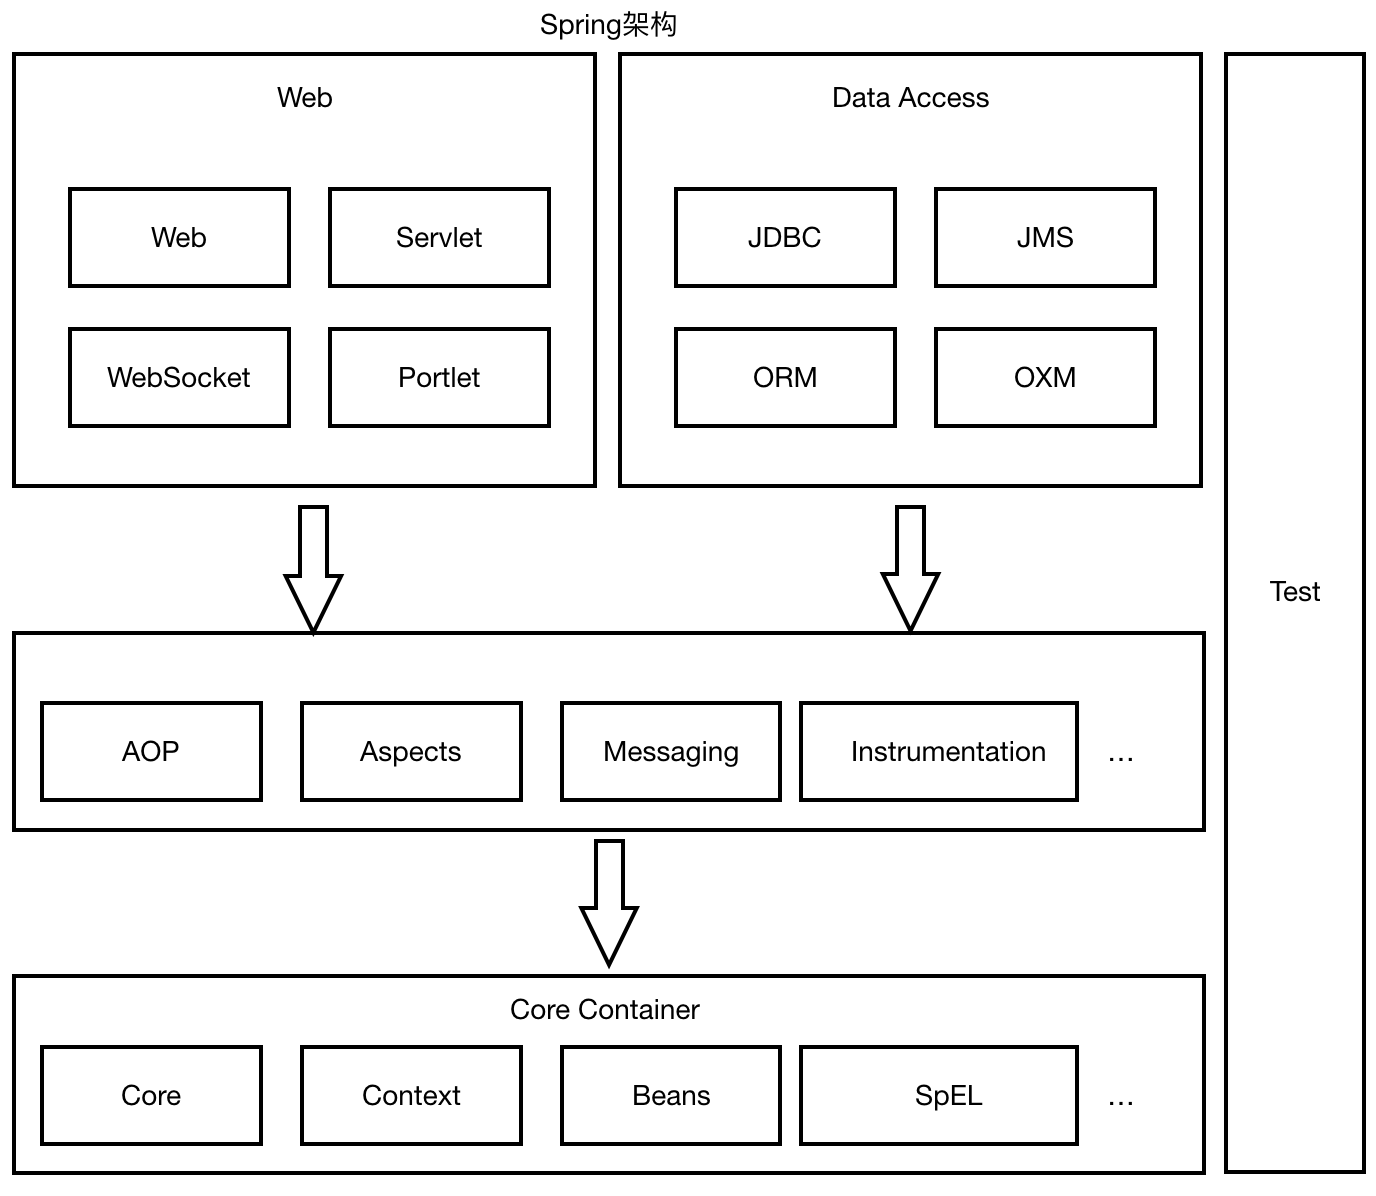 Spring架构
Web
Web
Servlet
WebSocket
Portlet
Data Access
JDBC
JMS
ORM
OXM
Test
AOP
Aspects
Messaging
Instrumentation
...
Core Container
Core
Context
Beans
SpEL
...